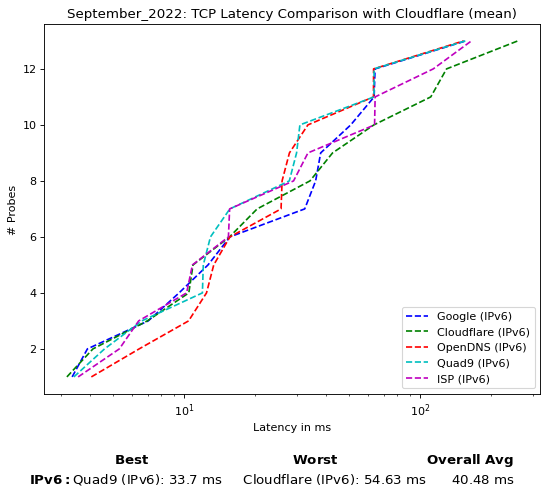 September_2022: TCP Latency Comparison with Cloudflare (mean)
12
10
8
6
4
2
# Probes
10¹
10²
Latency in ms
Google (IPv6)
Cloudflare (IPv6)
OpenDNS (IPv6)
Quad9 (IPv6)
ISP (IPv6)
Best Worst Overall Avg
IPv6: Quad9 (IPv6): 33.7 ms Cloudflare (IPv6): 54.63 ms 40.48 ms